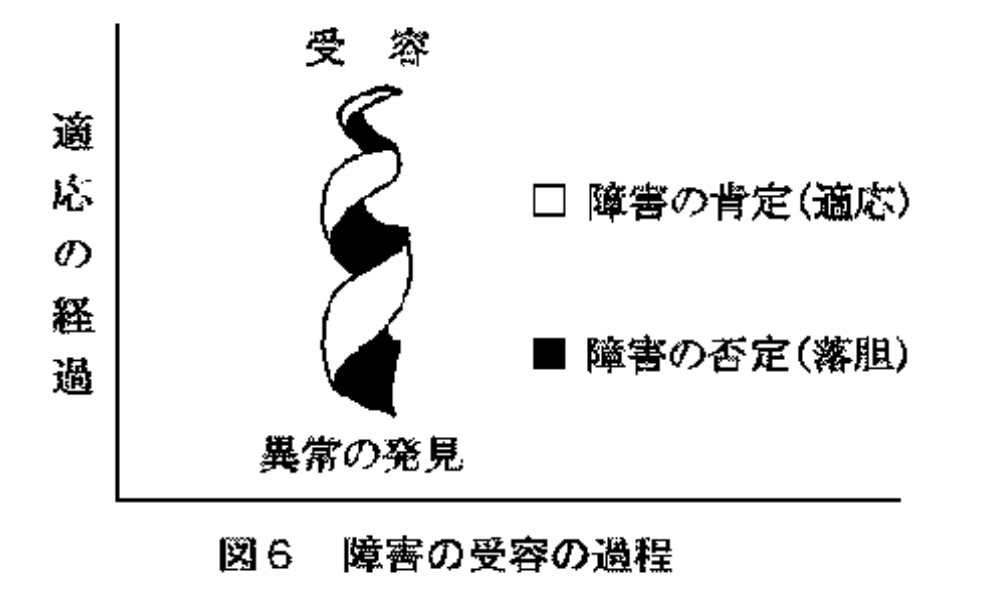 受 容
適応の経過
□ 障害の肯定(適応)
■ 障害の否定(落胆)
異常の発見
図6 障害の受容の過程